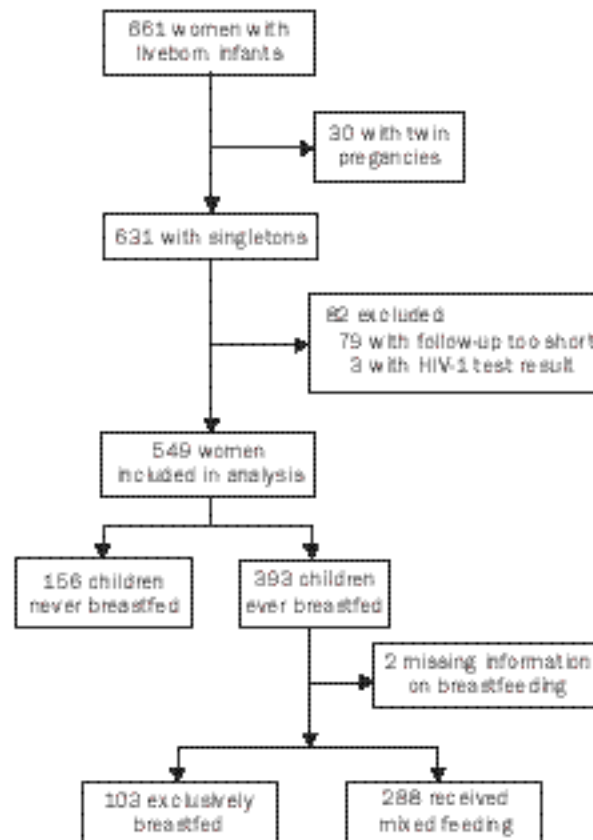 661 women with
liveborn infants
30 with twin
pregancies
631 with singletons
82 excluded
79 with follow-up too short
3 with HIV-1 test result
549 women
included in analysis
156 children
never breastfed
393 children
ever breastfed
2 missing information
on breastfeeding
103 exclusively
breastfed
288 received
mixed feeding